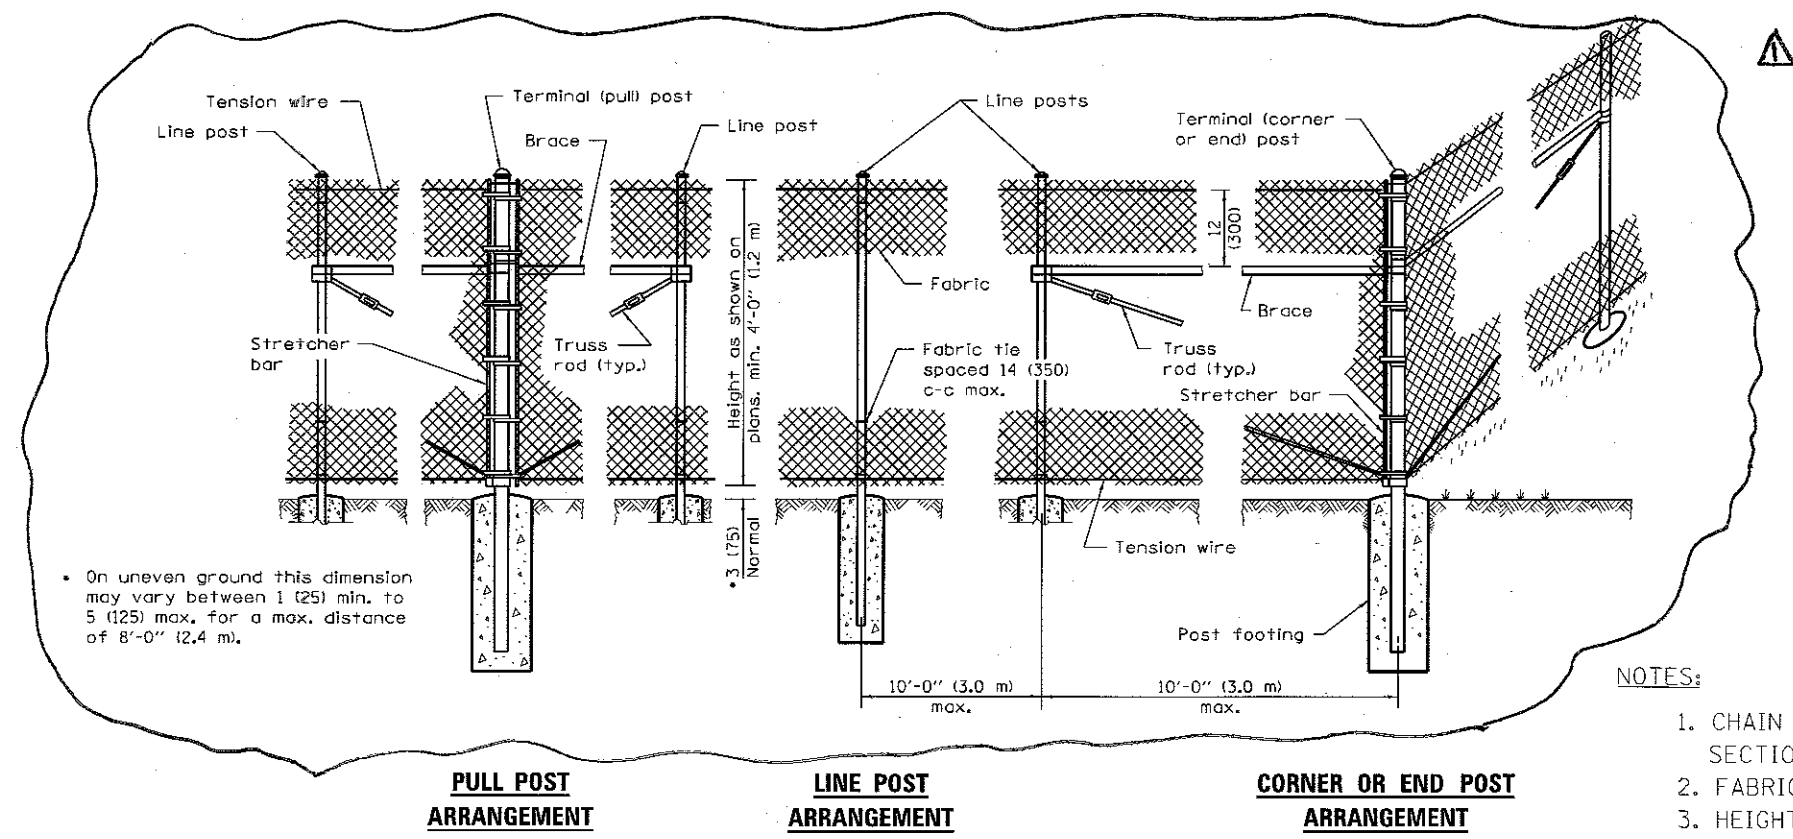 1
Tension wire
Line post
Terminal (pull) post
Brace
Line post
Line posts
Terminal (corner
or end) post
12
(300)
Height as shown on
plans. min. 4'-0" (1.2 m)
Fabric
Brace
Stretcher
bar
Truss
rod (typ.)
Fabric tie
spaced 14 (350)
c-c max.
Truss
rod (typ.)
Stretcher bar
* 3 (75)
Normal
Tension wire
* On uneven ground this dimension
may vary between 1 (25) min. to
5 (125) max. for a max. distance
of 8'-0" (2.4 m).
Post footing
10'-0" (3.0 m)
max.
10'-0" (3.0 m)
max.
NOTES:
1. CHAIN
SECTIO
2. FABRIC
3. HEIGHT
PULL POST
ARRANGEMENT
LINE POST
ARRANGEMENT
CORNER OR END POST
ARRANGEMENT